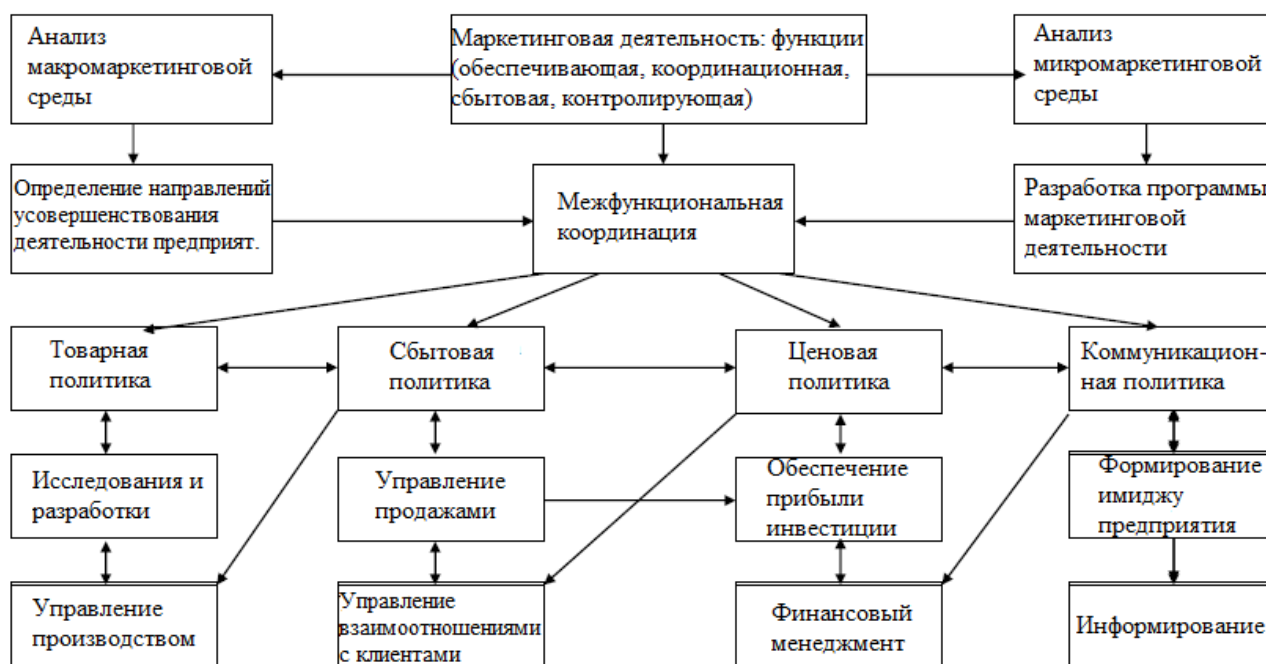 Анализ
макромаркетинговой
среды
Маркетинговая деятельность: функции
(обеспечивающая, координационная,
сбытовая, контролирующая)
Анализ
микромаркетинговой
среды
Определение направлений
усовершенствования
деятельности предприят.
Межфункциональная
координация
Разработка программы
маркетинговой
деятельности
Товарная
политика
Сбытовая
политика
Ценовая
политика
Коммуникацион-
ная политика
Исследования и
разработки
Управление
продажами
Обеспечение
прибыли
инвестиции
Формирование
имиджу
предприятия
Управление
производством
Управление
взаимоотношениями
с клиентами
Финансовый
менеджмент
Информирование